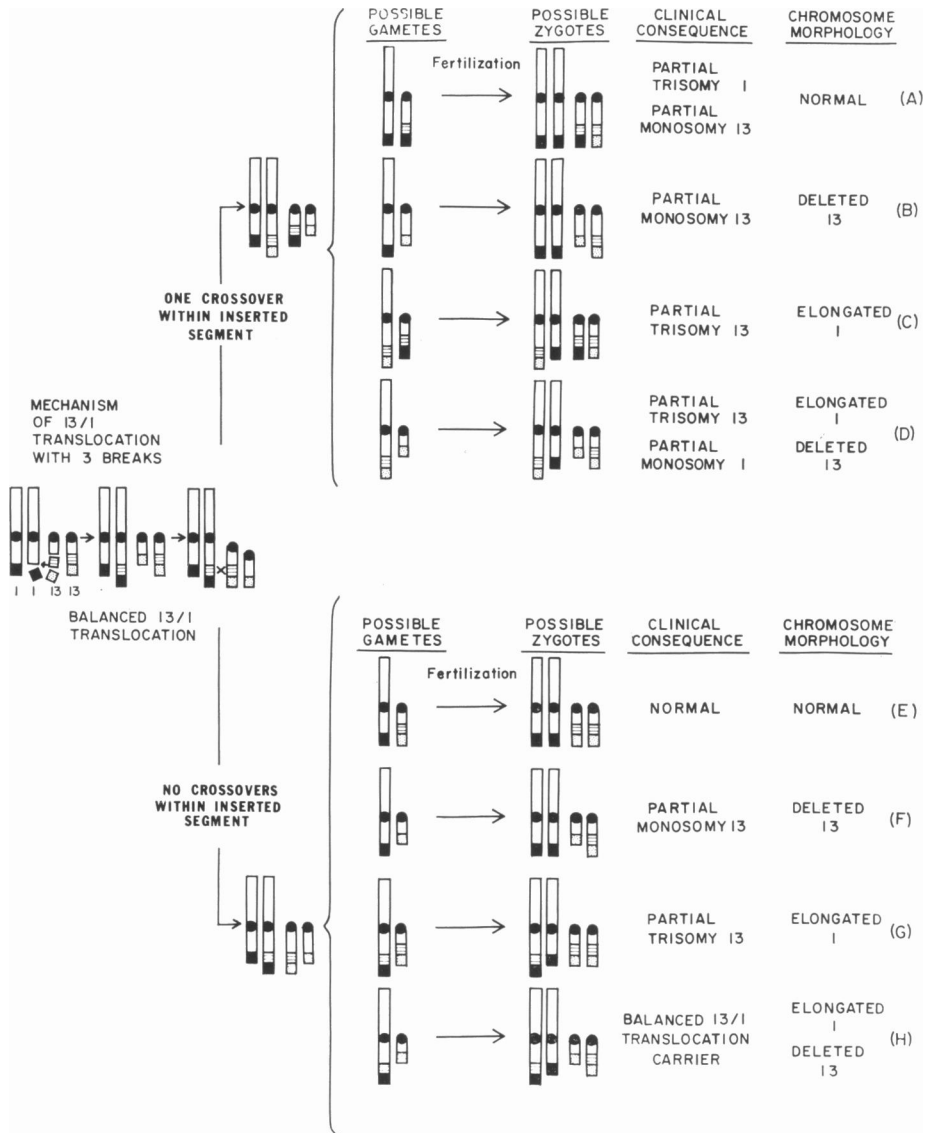 POSSIBLE GAMETES
POSSIBLE ZYGOTES
CLINICAL CONSEQUENCE
CHROMOSOME MORPHOLOGY
Fertilization
PARTIAL
TRISOMY 1
PARTIAL
MONOSOMY 13
NORMAL
(A)
PARTIAL
MONOSOMY 13
DELETED
13
(B)
ONE CROSSOVER
WITHIN INSERTED
SEGMENT
PARTIAL
TRISOMY 13
ELONGATED
1
(C)
PARTIAL
TRISOMY 13
PARTIAL
MONOSOMY 1
ELONGATED
1
DELETED
13
(D)
MECHANISM
OF 13/1
TRANSLOCATION
WITH 3 BREAKS
1 1 13 13
BALANCED 13/1
TRANSLOCATION
POSSIBLE GAMETES
POSSIBLE ZYGOTES
CLINICAL CONSEQUENCE
CHROMOSOME MORPHOLOGY
Fertilization
NORMAL
NORMAL
(E)
NO CROSSOVERS
WITHIN INSERTED
SEGMENT
PARTIAL
MONOSOMY 13
DELETED
13
(F)
PARTIAL
TRISOMY 13
ELONGATED
1
(G)
BALANCED 13/1
TRANSLOCATION
CARRIER
ELONGATED
1
DELETED
13
(H)